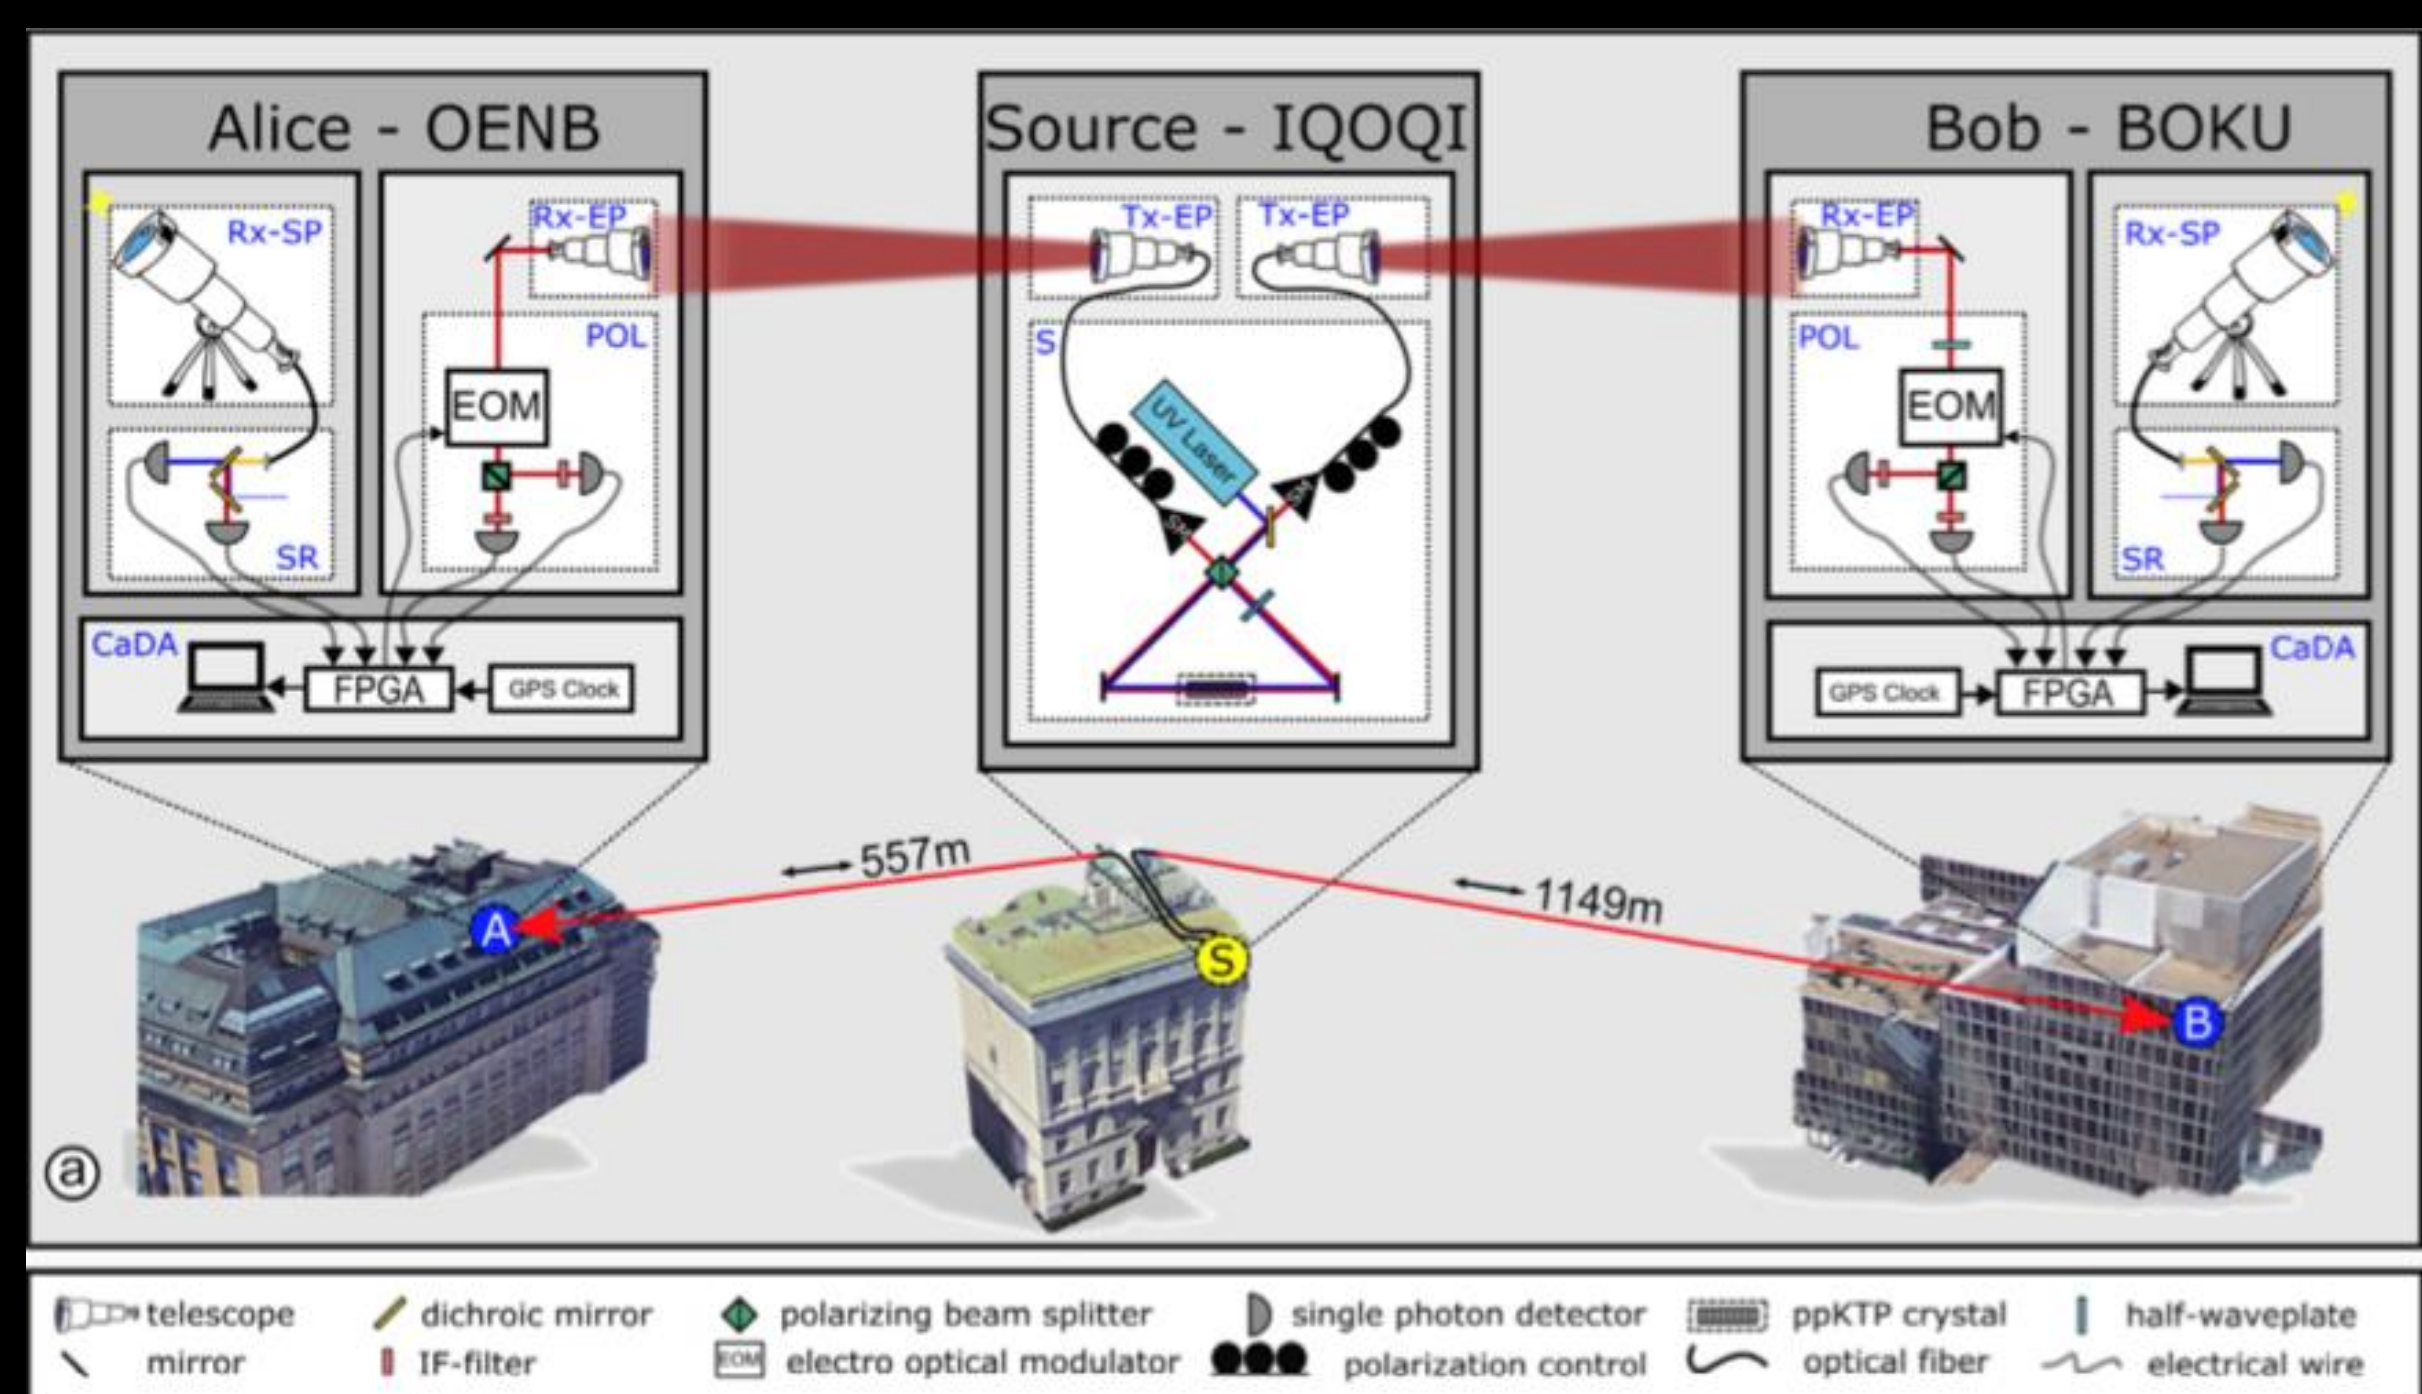 Alice - OENB
Rx-SP
Rx-EP
POL
EOM
SR
CaDA
FPGA
GPS Clock
Source - IQOQI
Tx-EP
Tx-EP
S
UV Laser
Bob - BOKU
Rx-EP
Rx-SP
POL
EOM
SR
GPS Clock
FPGA
CaDA
557m
1149m
A
S
B
a
telescope
dichroic mirror
polarizing beam splitter
single photon detector
ppKTP crystal
half-waveplate
mirror
IF-filter
EOM
electro optical modulator
polarization control
optical fiber
electrical wire